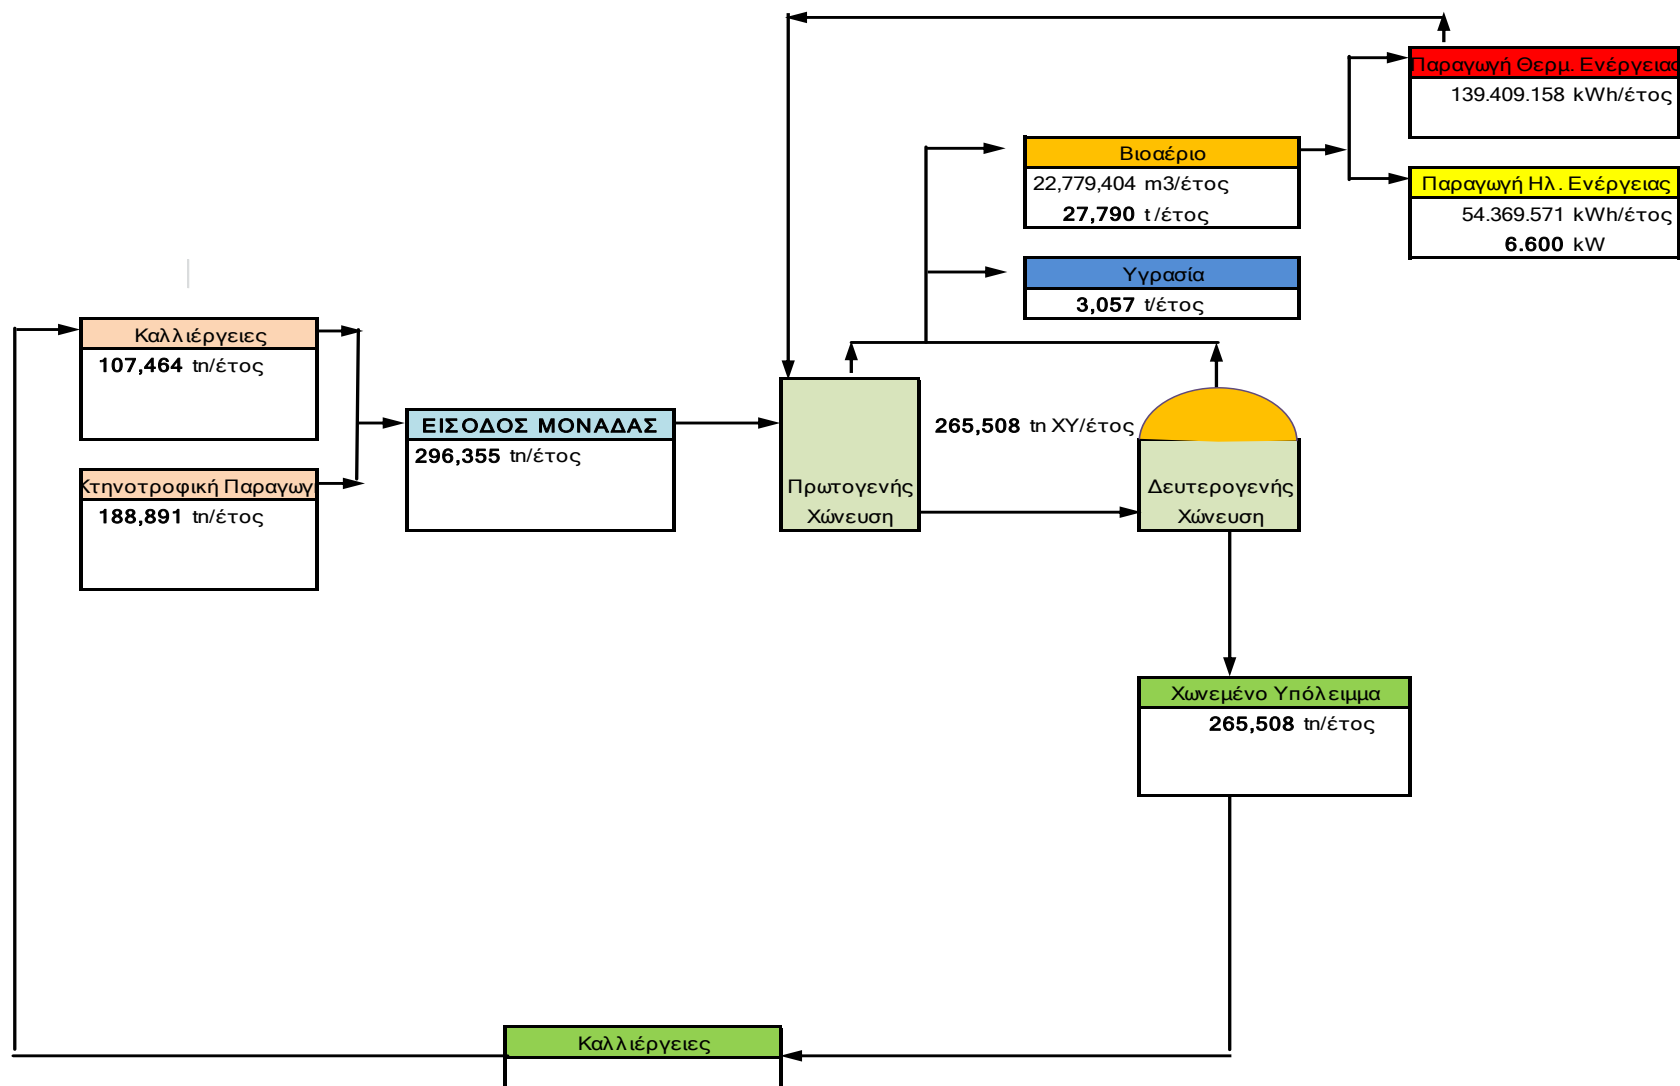 Παραγωγή Θερμ. Ενέργειας
139.409.158 kWh/έτος
Βιοαέριο
22,779,404 m3/έτος
27,790 t/έτος
Παραγωγή Ηλ. Ενέργειας
54.369.571 kWh/έτος
6.600 kW
Υγρασία
3,057 t/έτος
Καλλιέργειες
107,464 tn/έτος
ΕΙΣΟΔΟΣ ΜΟΝΑΔΑΣ
296,355 tn/έτος
Κτηνοτροφική Παραγωγ
188,891 tn/έτος
265,508 tn ΧΥ/έτος
Πρωτογενής
Χώνευση
Δευτερογενής
Χώνευση
Χωνεμένο Υπόλειμμα
265,508 tn/έτος
Καλλιέργειες